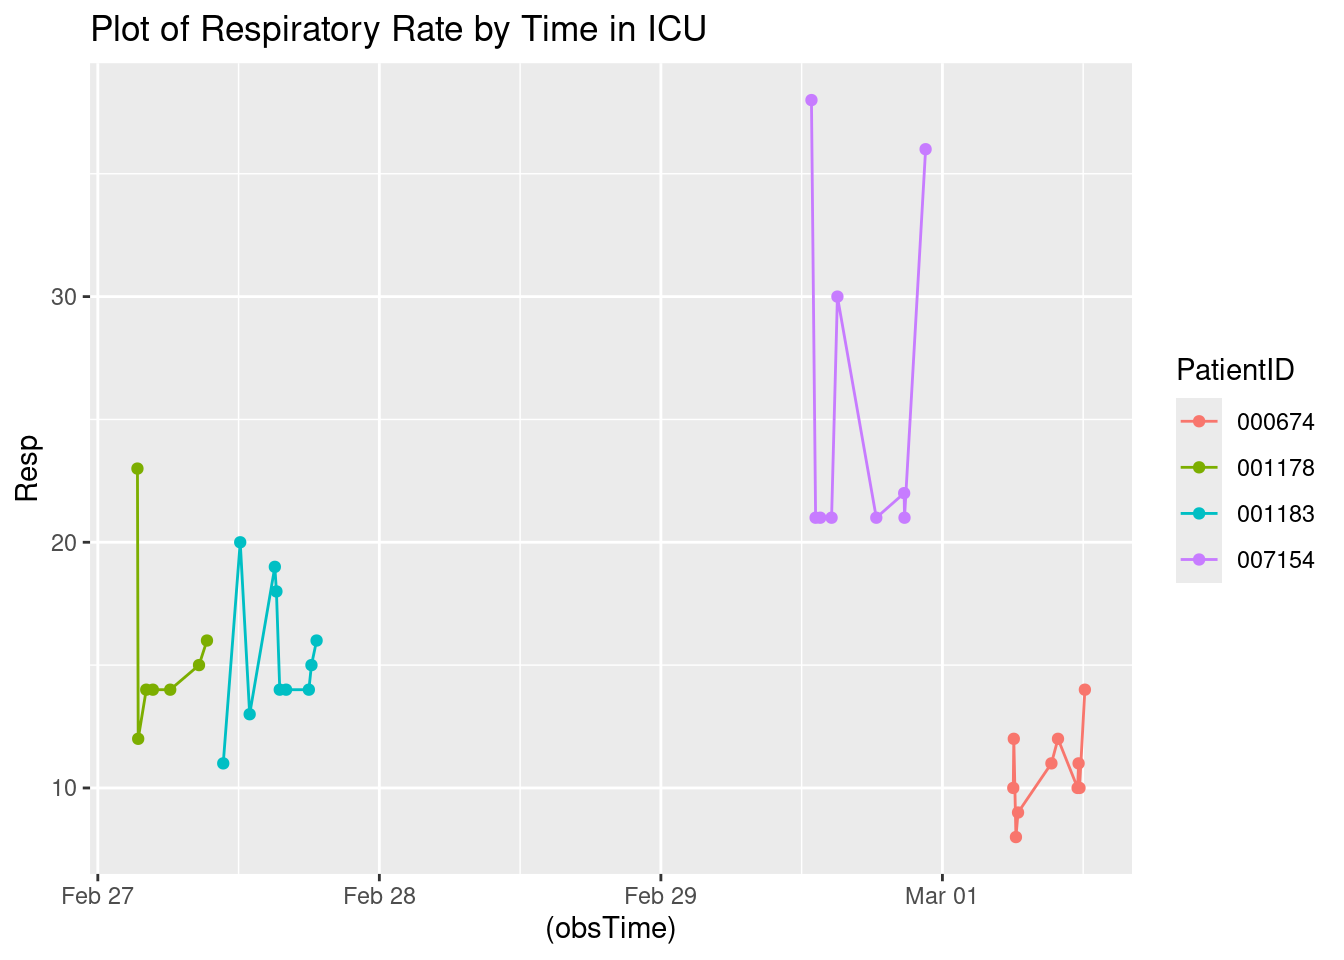 Plot of Respiratory Rate by Time in ICU
Resp
30
20
10
Feb 27
Feb 28
Feb 29
Mar 01
(obsTime)
PatientID
000674
001178
001183
007154